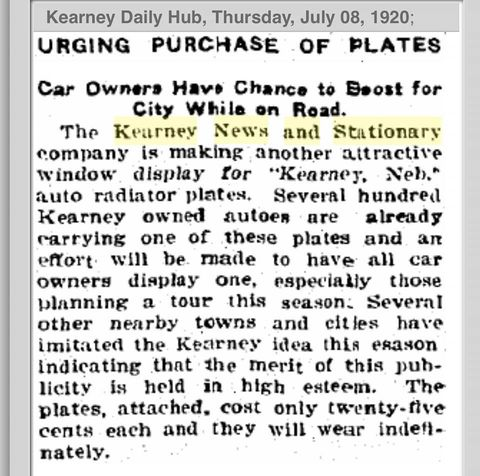 Kearney Daily Hub, Thursday, July 08, 1920;
URGING PURCHASE OF PLATES
Car Owners Have Chance to Boost for
City While on Road.
The Kearney News and Stationary
company is making another attractive
window display for "Kearney, Neb."
auto radiator plates. Several hundred
Kearney owned autoes are already
carrying one of these plates and an
effort will be made to have all car
owners display one, especially those
planning a tour this season. Several
other nearby towns and cities have
imitated the Kearney idea this eason
indicating that the merit of this pub-
licity is held in high esteem. The
plates, attached, cost only twenty-five
cents each and they will wear indefi-
nately.